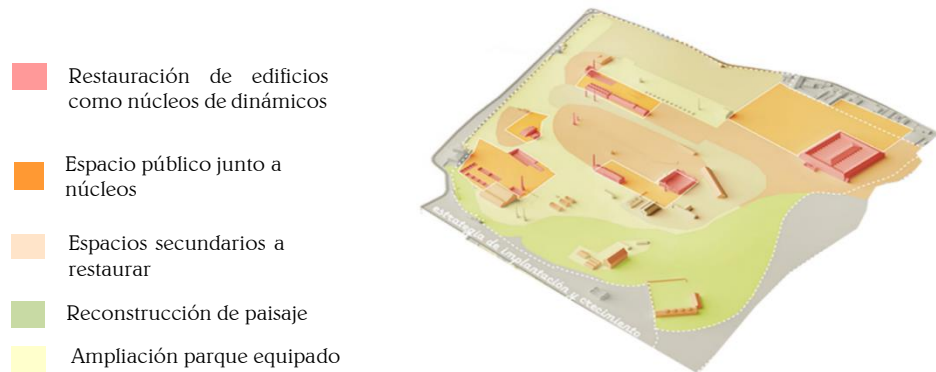 Restauración de edificios
como núcleos de dinámicos
Espacio público junto a
núcleos
Espacios secundarios a
restaurar
Reconstrucción de paisaje
Ampliación parque equipado
estrategia de implantación y crecimiento